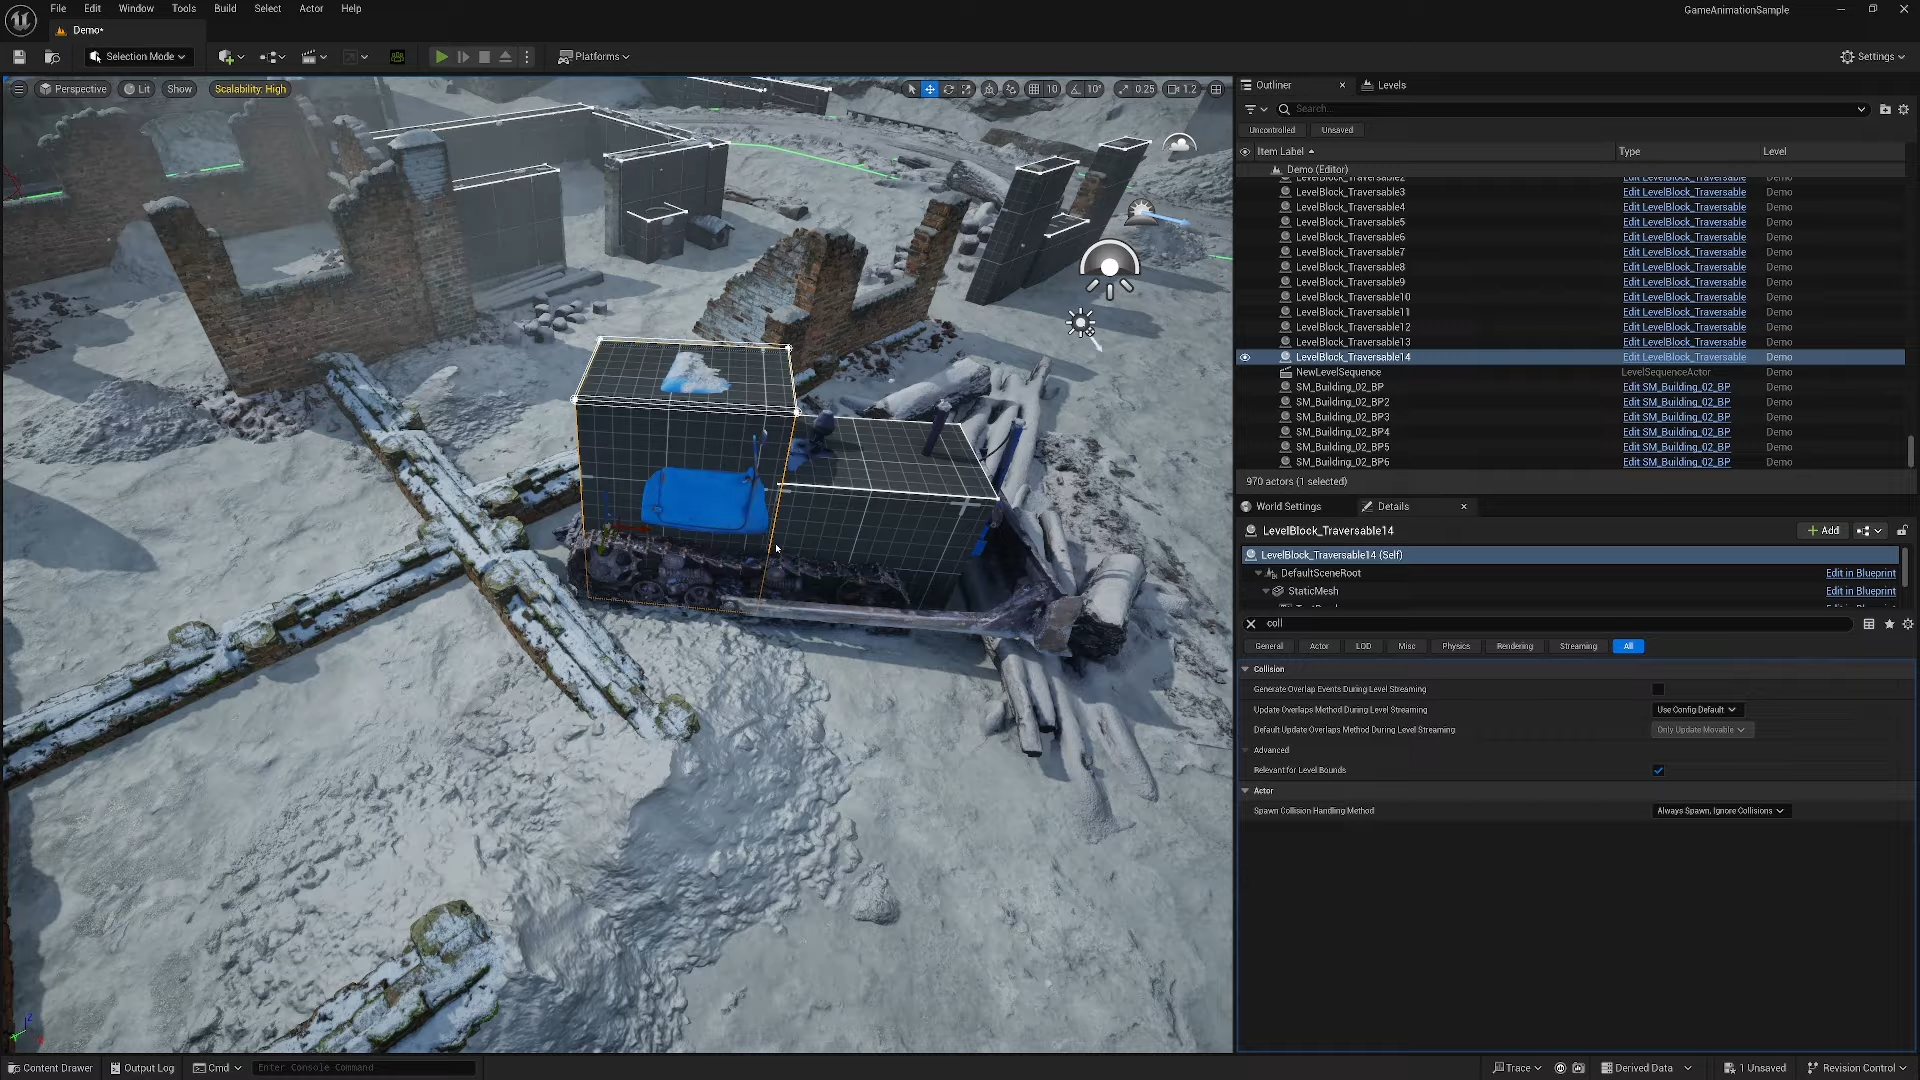 File Edit Window Tools Build Select Actor Help
GameAnimationSample
Demo*
Selection Mode
Platforms
Settings
Perspective Lit Show Scalability: High
10 10° 0.25 1.2
Outliner
Levels
Search...
Uncontrolled Unsaved
Item Label Type Level
Demo (Editor)
LevelBlock_Traversable2 Edit LevelBlock_Traversable Demo
LevelBlock_Traversable3 Edit LevelBlock_Traversable Demo
LevelBlock_Traversable4 Edit LevelBlock_Traversable Demo
LevelBlock_Traversable5 Edit LevelBlock_Traversable Demo
LevelBlock_Traversable6 Edit LevelBlock_Traversable Demo
LevelBlock_Traversable7 Edit LevelBlock_Traversable Demo
LevelBlock_Traversable8 Edit LevelBlock_Traversable Demo
LevelBlock_Traversable9 Edit LevelBlock_Traversable Demo
LevelBlock_Traversable10 Edit LevelBlock_Traversable Demo
LevelBlock_Traversable11 Edit LevelBlock_Traversable Demo
LevelBlock_Traversable12 Edit LevelBlock_Traversable Demo
LevelBlock_Traversable13 Edit LevelBlock_Traversable Demo
LevelBlock_Traversable14 Edit LevelBlock_Traversable Demo
NewLevelSequence LevelSequenceActor Demo
SM_Building_02_BP Edit SM_Building_02_BP Demo
SM_Building_02_BP2 Edit SM_Building_02_BP Demo
SM_Building_02_BP3 Edit SM_Building_02_BP Demo
SM_Building_02_BP4 Edit SM_Building_02_BP Demo
SM_Building_02_BP5 Edit SM_Building_02_BP Demo
SM_Building_02_BP6 Edit SM_Building_02_BP Demo
970 actors (1 selected)
World Settings
Details
LevelBlock_Traversable14
Add
LevelBlock_Traversable14 (Self)
DefaultSceneRoot Edit in Blueprint
StaticMesh Edit in Blueprint
coll
General Actor LOD Misc Physics Rendering Streaming All
Collision
Generate Overlap Events During Level Streaming
Update Overlaps Method During Level Streaming Use Config Default
Default Update Overlaps Method During Level Streaming Only Update Movable
Advanced
Relevant for Level Bounds
Actor
Spawn Collision Handling Method Always Spawn, Ignore Collisions
Z
Content Drawer Output Log Cmd Enter Console Command
Trace Derived Data 1 Unsaved Revision Control